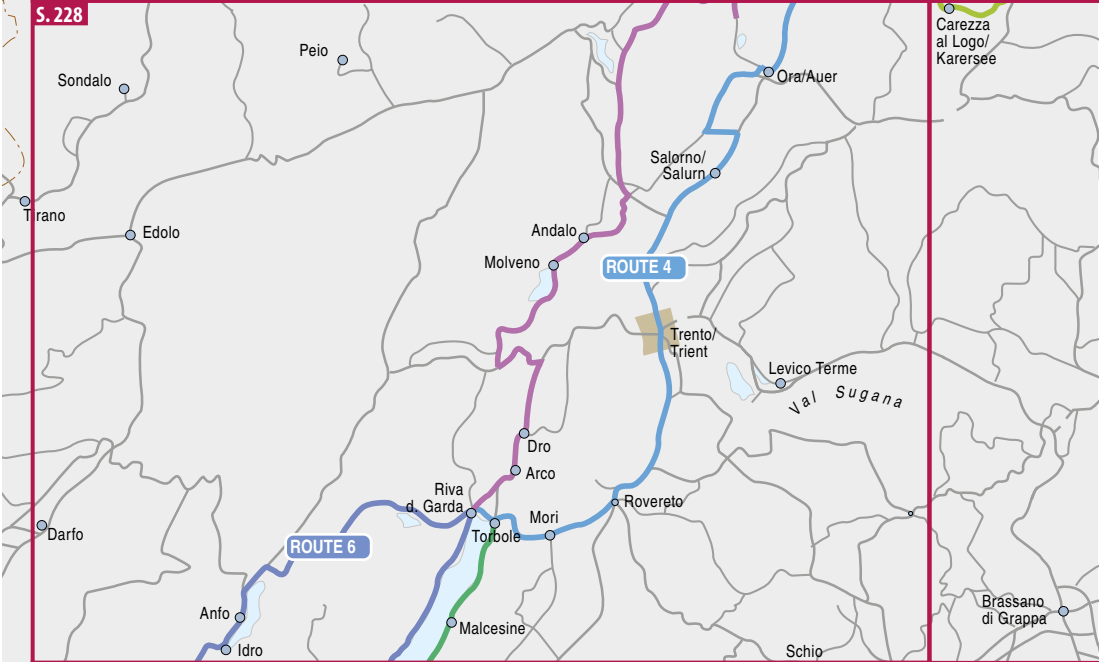 S. 228
Carezza
al Logo/
Karersee
Peio
Sondalo
Ora/Auer
Salorno/
Salurn
Tirano
Edolo
Andalo
Molveno
ROUTE 4
Trento/
Trient
Levico Terme
Val Sugana
Dro
Arco
Riva
d. Garda
Rovereto
Mori
Torbole
Darfo
ROUTE 6
Anfo
Malcesine
Idro
Schio
Brassano
di Grappa